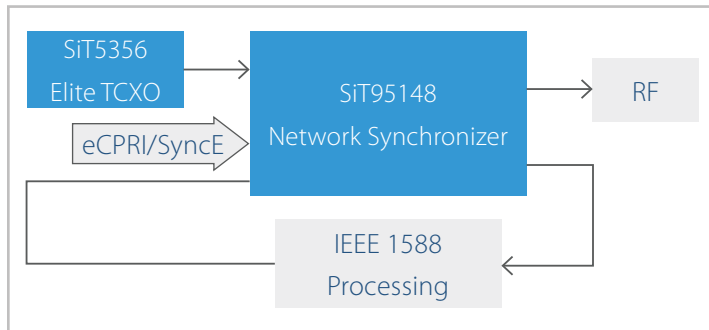 SiT5356
Elite TCXO
SiT95148
Network Synchronizer
RF
eCPRI/SyncE
IEEE 1588
Processing